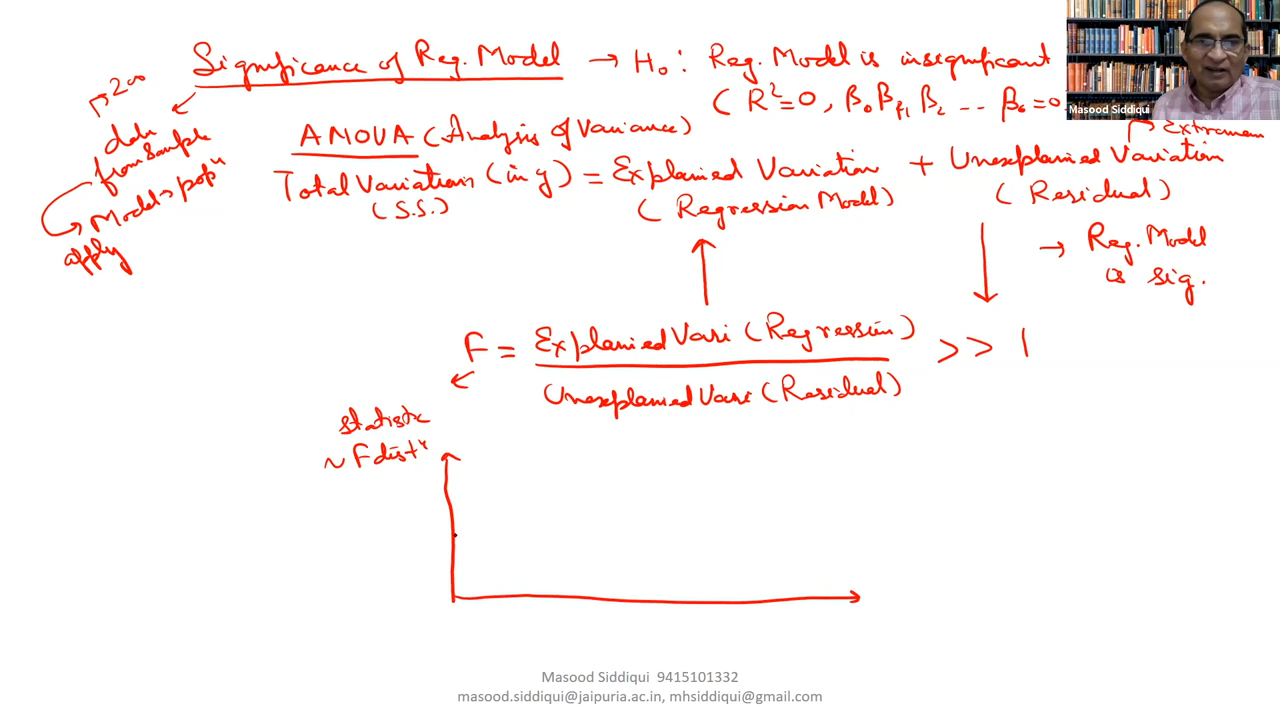 Significance of Reg. Model → H₀ : Reg. Model is insignificant
( R² = 0 , β₀ β₁ β₂ .. β₆ = 0
Masood Siddiqui
→ 200
data
from sample
→ Model → popⁿ
apply
ANOVA (Analysis of Variance)
→ Extraneous
Total Variations (in y) = Explained Variation + Unexplained Variation
(S.S.) ( Regression Model) ( Residual )
→ Reg. Model
is sig.
F = Explained Vari (Regression) >> 1
Unexplained Vari (Residual)
statistic
~ F distⁿ
Masood Siddiqui 9415101332
masood.siddiqui@jaipuria.ac.in, mhsiddiqui@gmail.com